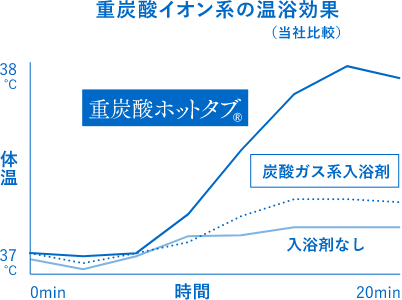 重炭酸イオン系の温浴効果
（当社比較）
38
℃
重炭酸ホットタブ®
体温
炭酸ガス系入浴剤
入浴剤なし
37
℃
0min
時間
20min